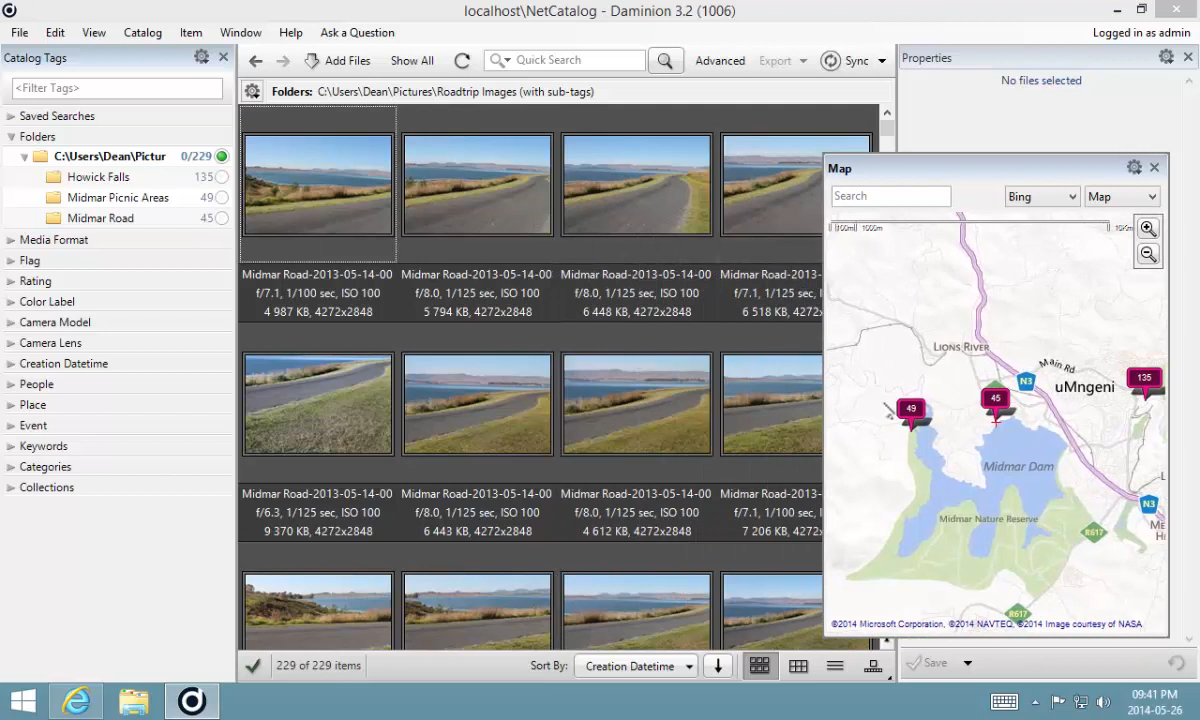 localhost\NetCatalog - Daminion 3.2 (1006)
File Edit View Catalog Item Window Help Ask a Question
Logged in as admin
Catalog Tags
<Filter Tags>
Saved Searches
Folders
C:\Users\Dean\Pictur 0/229
Howick Falls 135
Midmar Picnic Areas 49
Midmar Road 45
Media Format
Flag
Rating
Color Label
Camera Model
Camera Lens
Creation Datetime
People
Place
Event
Keywords
Categories
Collections
Add Files Show All Quick Search Advanced Export Sync
Folders: C:\Users\Dean\Pictures\Roadtrip Images (with sub-tags)
Midmar Road-2013-05-14-00 Midmar Road-2013-05-14-00 Midmar Road-2013-05-14-00 Midmar Road-2013-
f/7.1, 1/100 sec, ISO 100 f/8.0, 1/125 sec, ISO 100 f/8.0, 1/125 sec, ISO 100 f/7.1, 1/125 sec, I
4 987 KB, 4272x2848 5 794 KB, 4272x2848 6 448 KB, 4272x2848 6 518 KB, 4272x
Midmar Road-2013-05-14-00 Midmar Road-2013-05-14-00 Midmar Road-2013-05-14-00 Midmar Road-2013-
f/6.3, 1/125 sec, ISO 100 f/8.0, 1/125 sec, ISO 100 f/8.0, 1/125 sec, ISO 100 f/7.1, 1/100 sec, I
9 370 KB, 4272x2848 6 443 KB, 4272x2848 4 612 KB, 4272x2848 7 206 KB, 4272x
229 of 229 items
Sort By: Creation Datetime
Properties
No files selected
Map
Search Bing Map
100m 1000m 10Km
LIONS RIVER
Main Rd
N3
uMngeni
135
45
49
Midmar Dam
N3
Midmar Nature Reserve
R617
R617
©2014 Microsoft Corporation, ©2014 NAVTEQ, ©2014 Image courtesy of NASA
Save
09:41 PM
2014-05-26